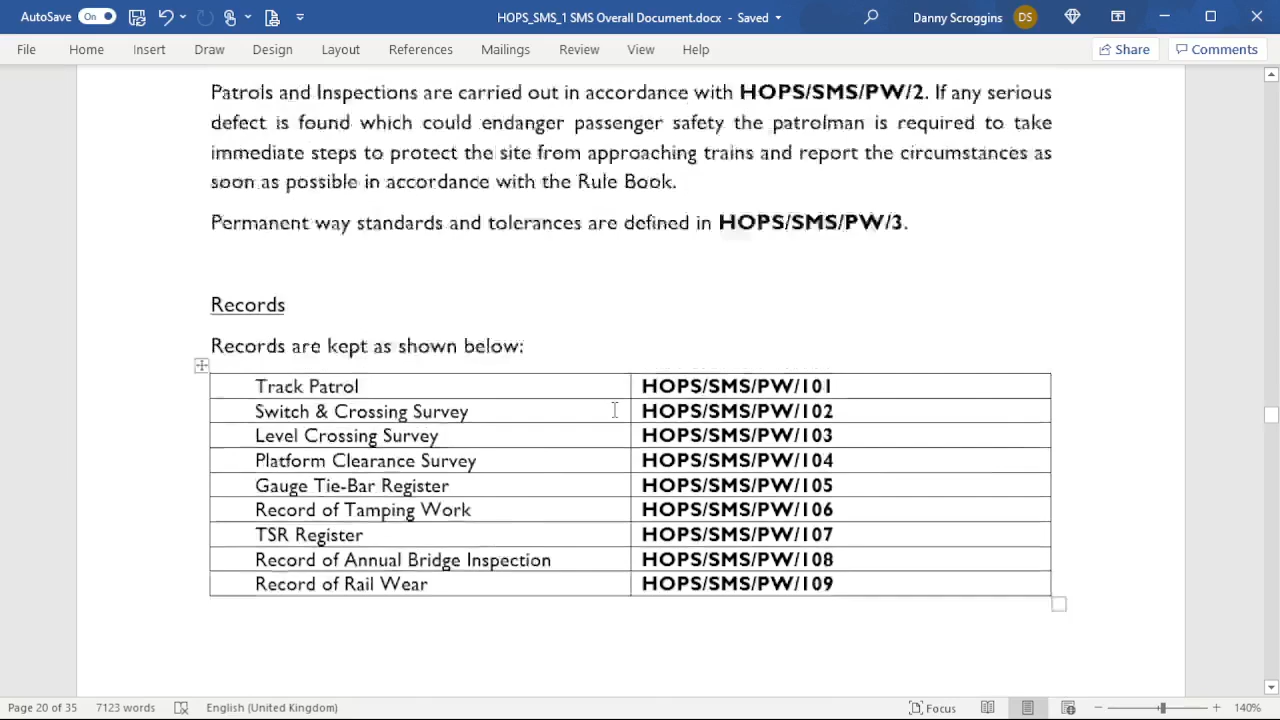 AutoSave On HOPS_SMS_1 SMS Overall Document.docx - Saved Danny Scroggins DS
File Home Insert Draw Design Layout References Mailings Review View Help Share Comments
Patrols and Inspections are carried out in accordance with HOPS/SMS/PW/2. If any serious
defect is found which could endanger passenger safety the patrolman is required to take
immediate steps to protect the site from approaching trains and report the circumstances as
soon as possible in accordance with the Rule Book.
Permanent way standards and tolerances are defined in HOPS/SMS/PW/3.
Records
Records are kept as shown below:
Track Patrol HOPS/SMS/PW/101
Switch & Crossing Survey HOPS/SMS/PW/102
Level Crossing Survey HOPS/SMS/PW/103
Platform Clearance Survey HOPS/SMS/PW/104
Gauge Tie-Bar Register HOPS/SMS/PW/105
Record of Tamping Work HOPS/SMS/PW/106
TSR Register HOPS/SMS/PW/107
Record of Annual Bridge Inspection HOPS/SMS/PW/108
Record of Rail Wear HOPS/SMS/PW/109
Page 20 of 35 7123 words English (United Kingdom) Focus 140%